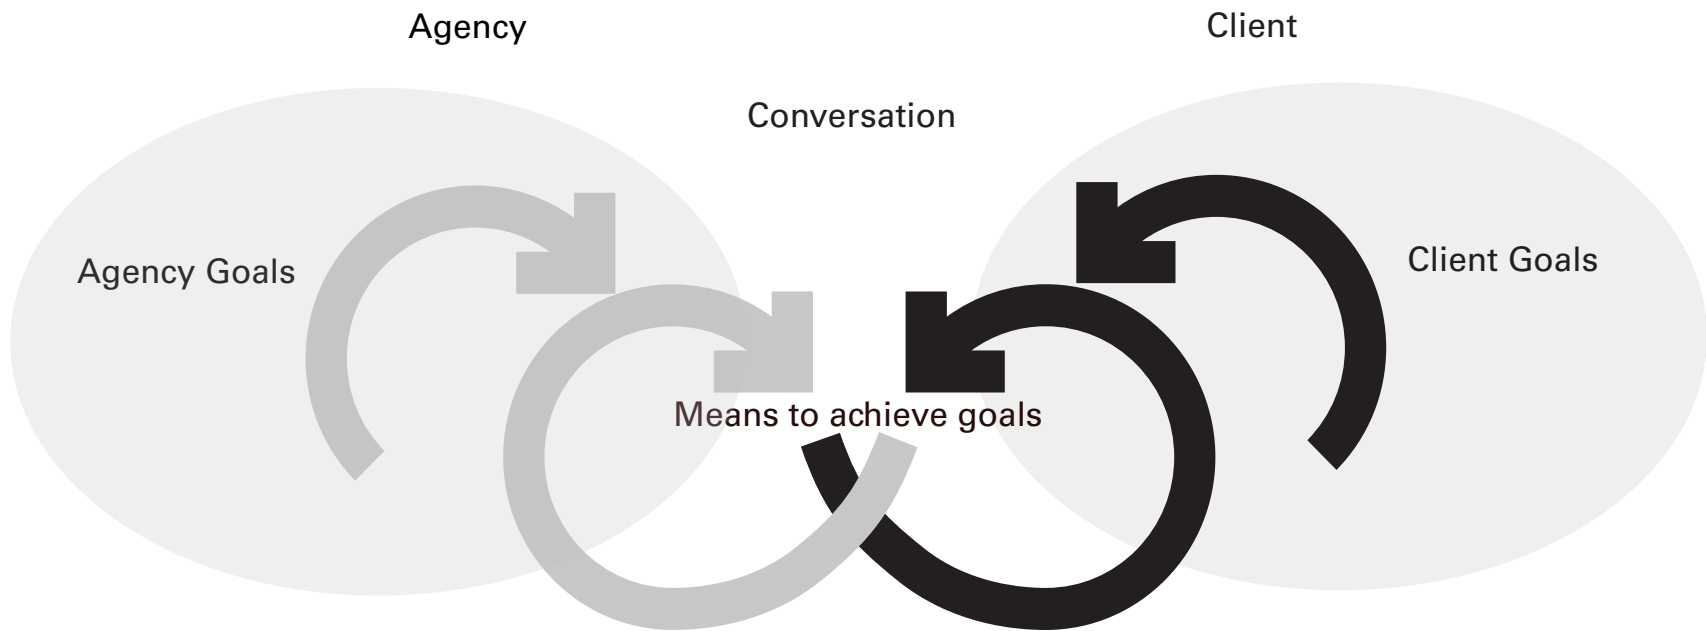 Agency
Client
Conversation
Agency Goals
Client Goals
Means to achieve goals